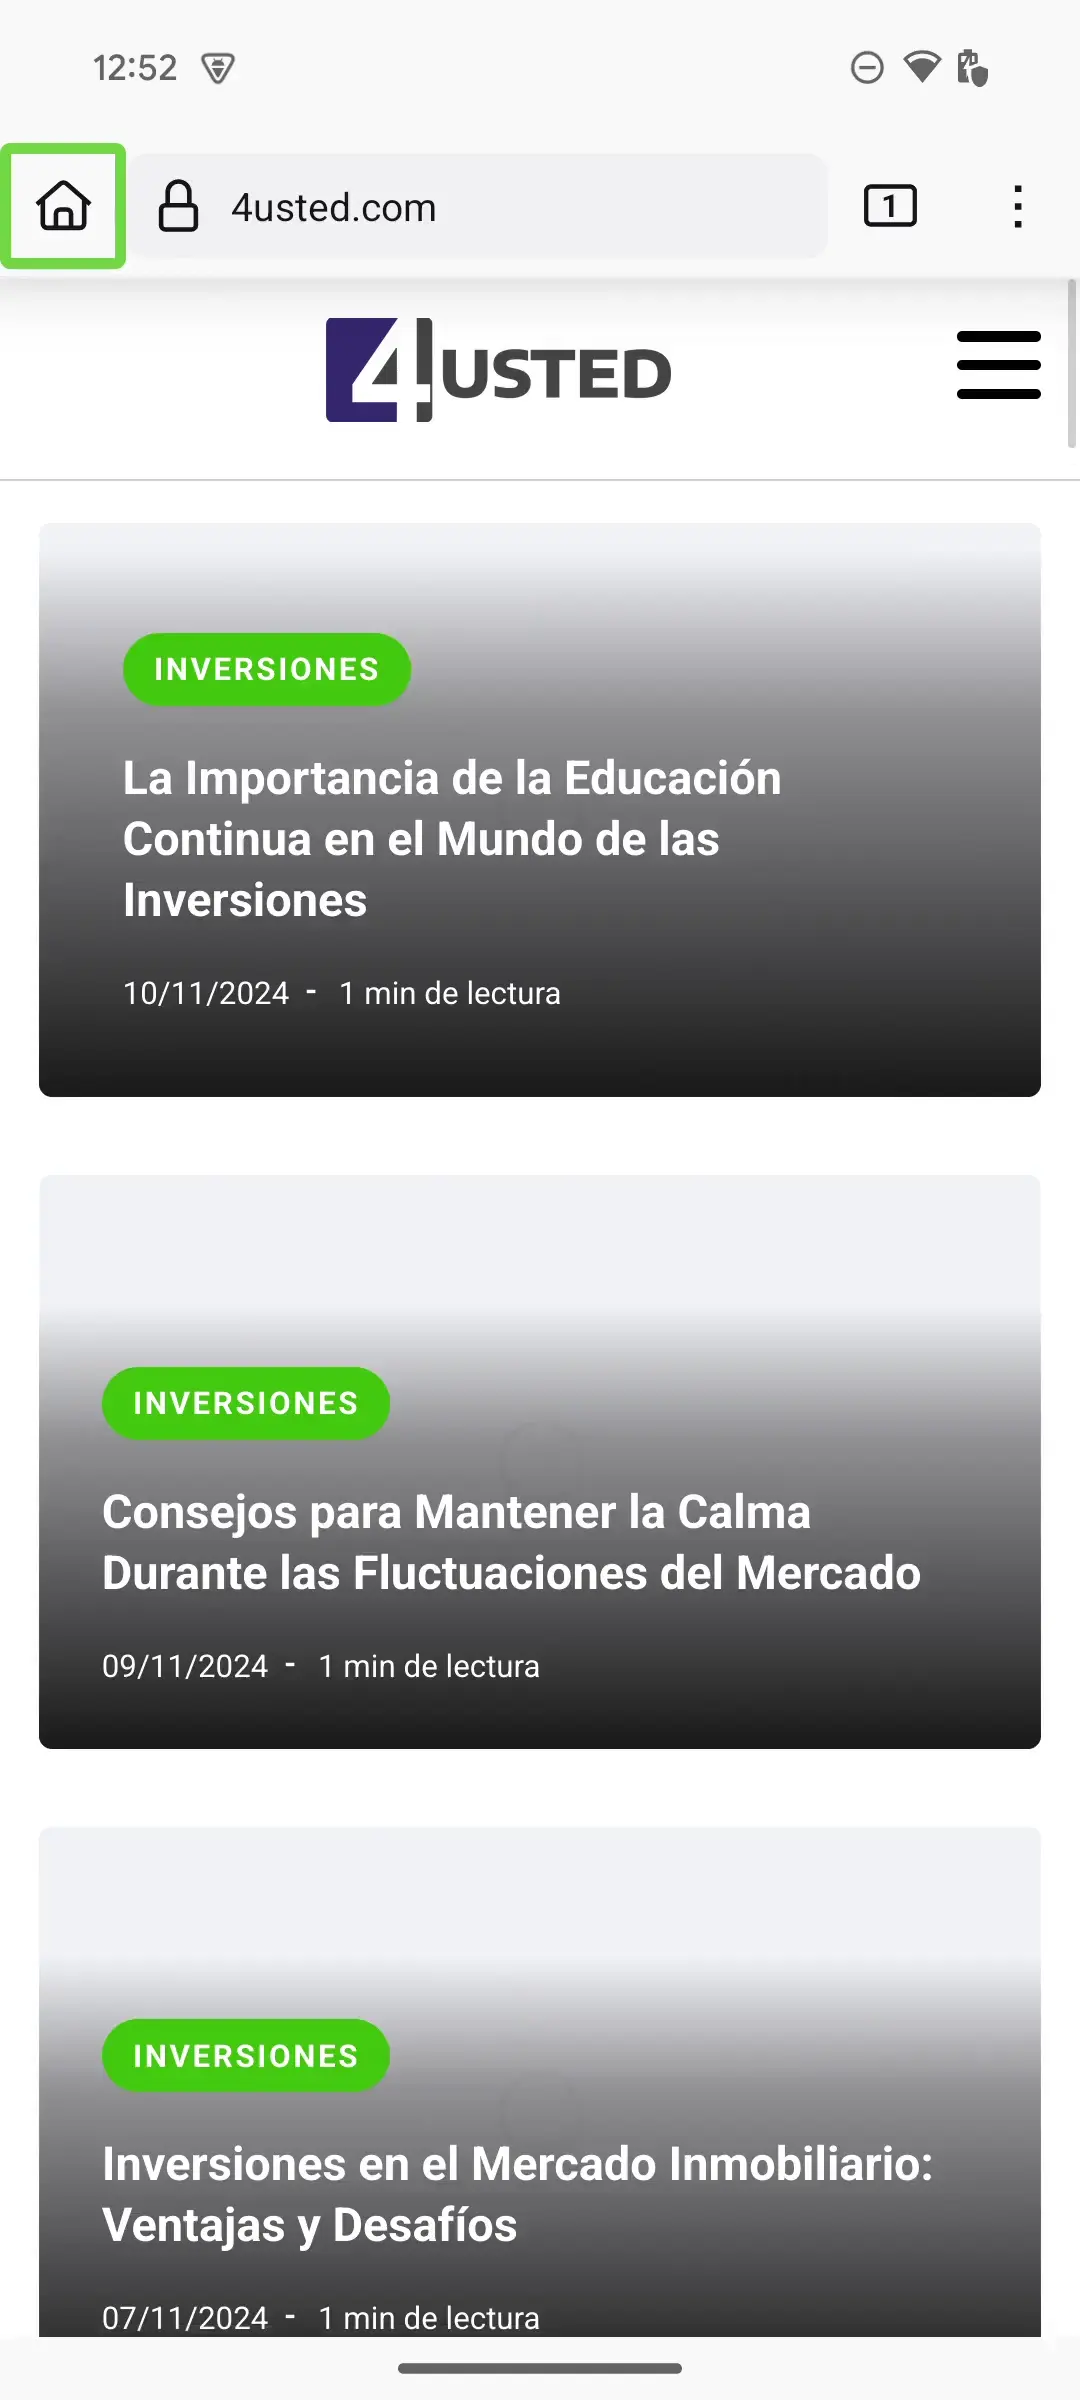 12:52
4usted.com
1
4USTED
INVERSIONES
La Importancia de la Educación
Continua en el Mundo de las
Inversiones
10/11/2024 - 1 min de lectura
INVERSIONES
Consejos para Mantener la Calma
Durante las Fluctuaciones del Mercado
09/11/2024 - 1 min de lectura
INVERSIONES
Inversiones en el Mercado Inmobiliario:
Ventajas y Desafíos
07/11/2024 - 1 min de lectura